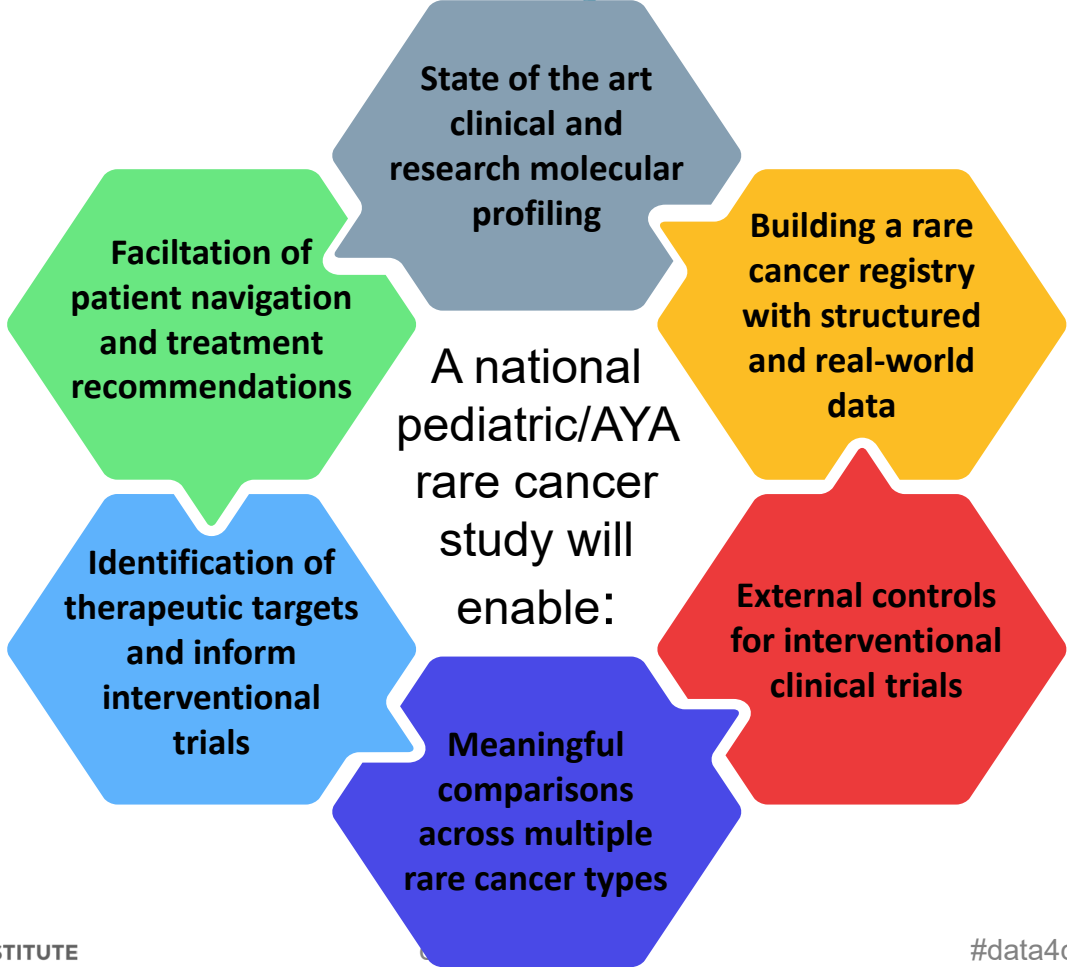 State of the art
clinical and
research molecular
profiling
Building a rare
cancer registry
with structured
and real-world
data
External controls
for interventional
clinical trials
Meaningful
comparisons
across multiple
rare cancer types
Identification of
therapeutic targets
and inform
interventional
trials
Faciltation of
patient navigation
and treatment
recommendations
A national
pediatric/AYA
rare cancer
study will
enable:
#data4